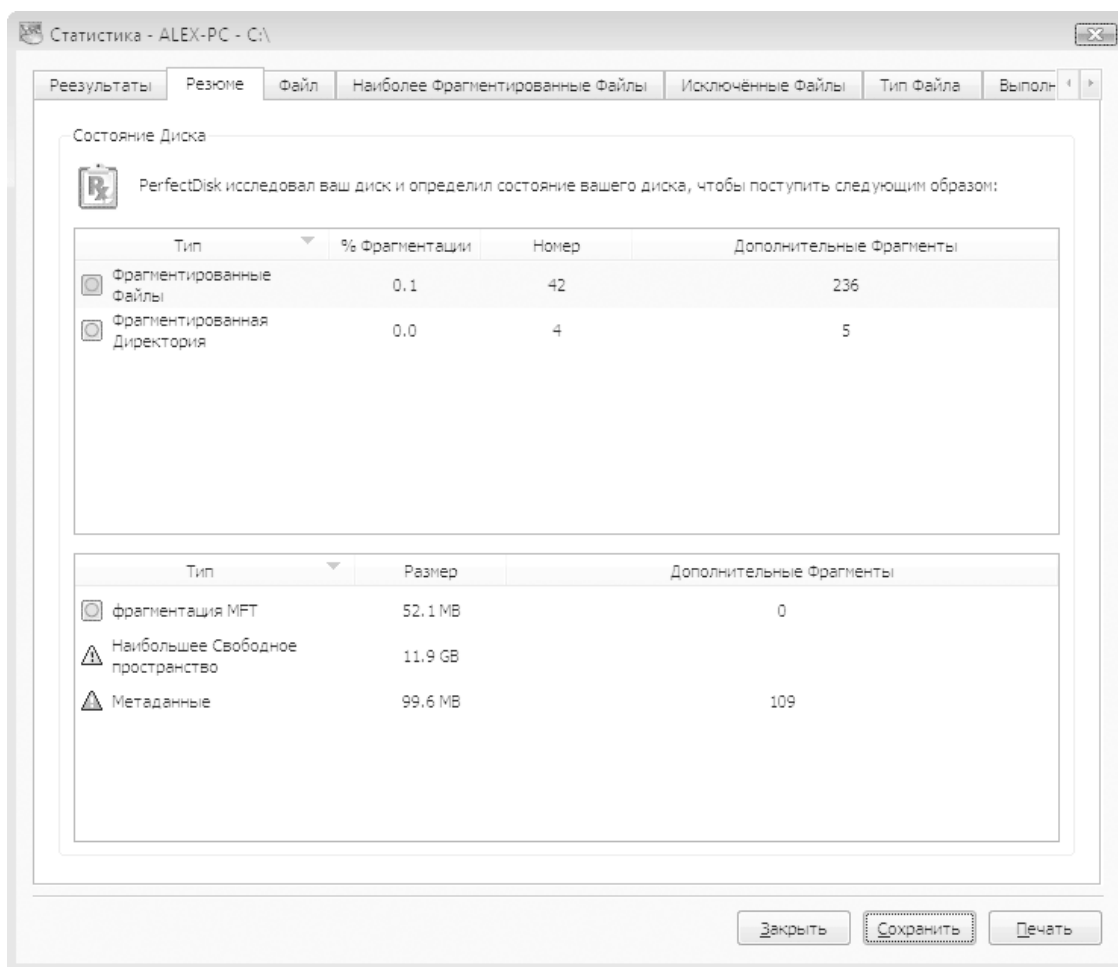 Статистика - ALEX-PC - C:\
Реезультаты Резюме Файл Наиболее Фрагментированные Файлы Исключённые Файлы Тип Файла Выполн
Состояние Диска
PerfectDisk исследовал ваш диск и определил состояние вашего диска, чтобы поступить следующим образом:
Тип % Фрагментации Номер Дополнительные Фрагменты
Фрагментированные
Файлы 0.1 42 236
Фрагментированная
Директория 0.0 4 5
Тип Размер Дополнительные Фрагменты
фрагментация MFT 52.1 MB 0
Наибольшее Свободное
пространство 11.9 GB
Метаданные 99.6 MB 109
Закрыть Сохранить Печать